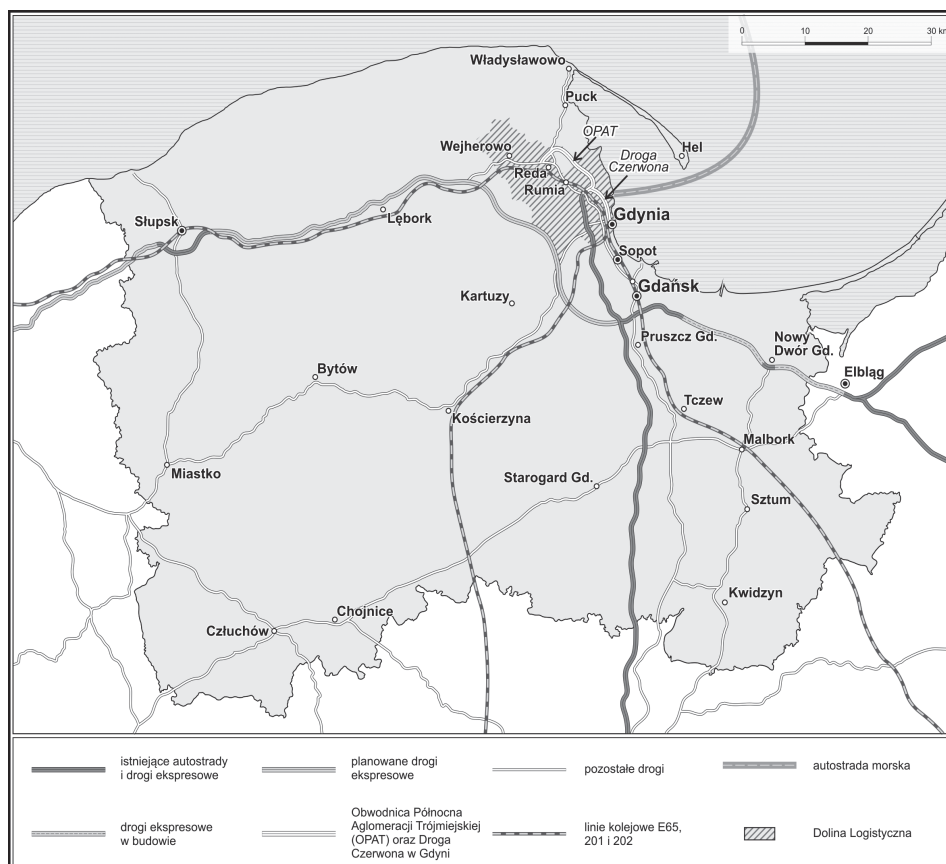 0 10 20 30 km
Władysławowo
Puck
OPAT
Wejherowo
Hel
Droga
Czerwona
Reda
Rumia
Gdynia
Słupsk
Lębork
Sopot
Kartuzy
Gdańsk
Pruszcz Gd.
Nowy
Dwór Gd.
Elbląg
Bytów
Tczew
Kościerzyna
Malbork
Miastko
Starogard Gd.
Sztum
Kwidzyn
Chojnice
Człuchów
istniejące autostrady
i drogi ekspresowe
planowane drogi
ekspresowe
pozostałe drogi
autostrada morska
drogi ekspresowe
w budowie
Obwodnica Północna
Aglomeracji Trójmiejskiej
(OPAT) oraz Droga
Czerwona w Gdyni
linie kolejowe E65,
201 i 202
Dolina Logistyczna